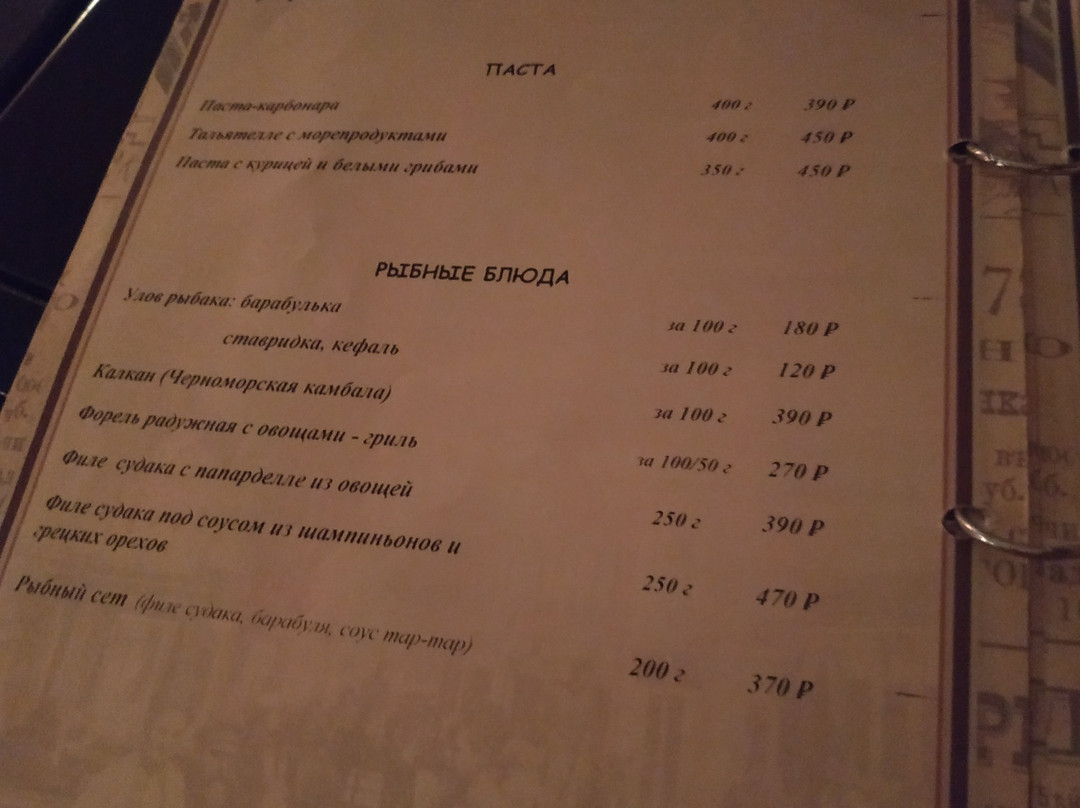 ПАСТА
Паста-карбонара 400 г 390 ₽
Тальятелле с морепродуктами 400 г 450 ₽
Паста с курицей и белыми грибами 350 г 450 ₽
РЫБНЫЕ БЛЮДА
Улов рыбака: барабулька за 100 г 180 ₽
ставридка, кефаль за 100 г 120 ₽
Калкан (Черноморская камбала) за 100 г 390 ₽
Форель радужная с овощами - гриль за 100/50 г 270 ₽
Филе судака с папарделле из овощей 250 г 390 ₽
Филе судака под соусом из шампиньонов и
грецких орехов 250 г 470 ₽
Рыбный сет (филе судака, барабуля, соус тар-тар) 200 г 370 ₽